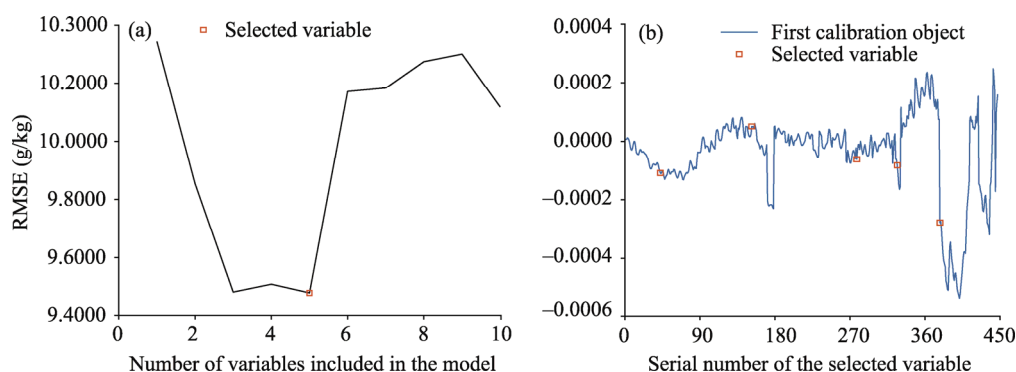 (a)
Selected variable
10.3000
10.2000
10.0000
9.8000
9.6000
9.4000
RMSE (g/kg)
0 2 4 6 8 10
Number of variables included in the model
(b)
First calibration object
Selected variable
0.0004
0.0002
0.0000
−0.0002
−0.0004
−0.0006
0 90 180 270 360 450
Serial number of the selected variable